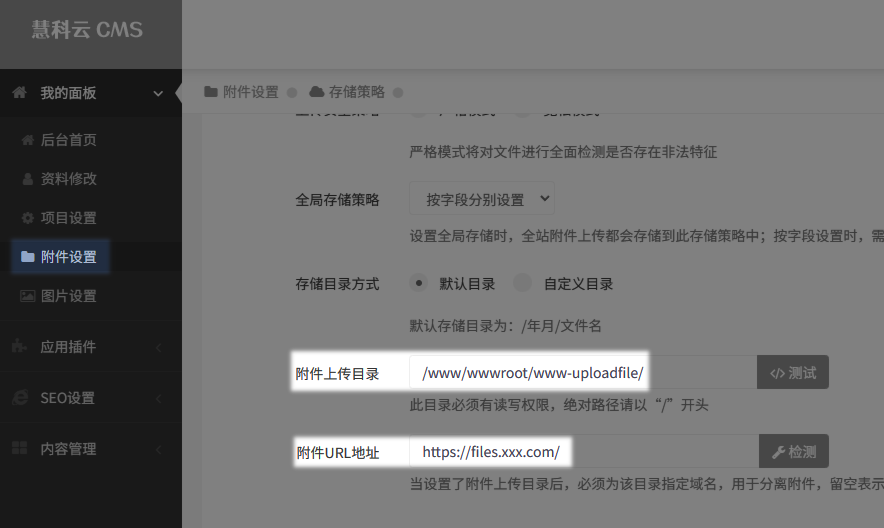 慧科云 CMS
我的面板
附件设置 存储策略
后台首页
严格模式将对文件进行全面检测是否存在非法特征
资料修改
全局存储策略 按字段分别设置
项目设置
设置全局存储时，全站附件上传都会存储到此存储策略中；按字段设置时，需
附件设置
存储目录方式 默认目录 自定义目录
图片设置
默认存储目录为：/年月/文件名
应用插件
附件上传目录 /www/wwwroot/www-uploadfile/ </> 测试
SEO设置
此目录必须有读写权限，绝对路径请以“/”开头
内容管理
附件URL地址 https://files.xxx.com/ 检测
当设置了附件上传目录后，必须为该目录指定域名，用于分离附件，留空表示